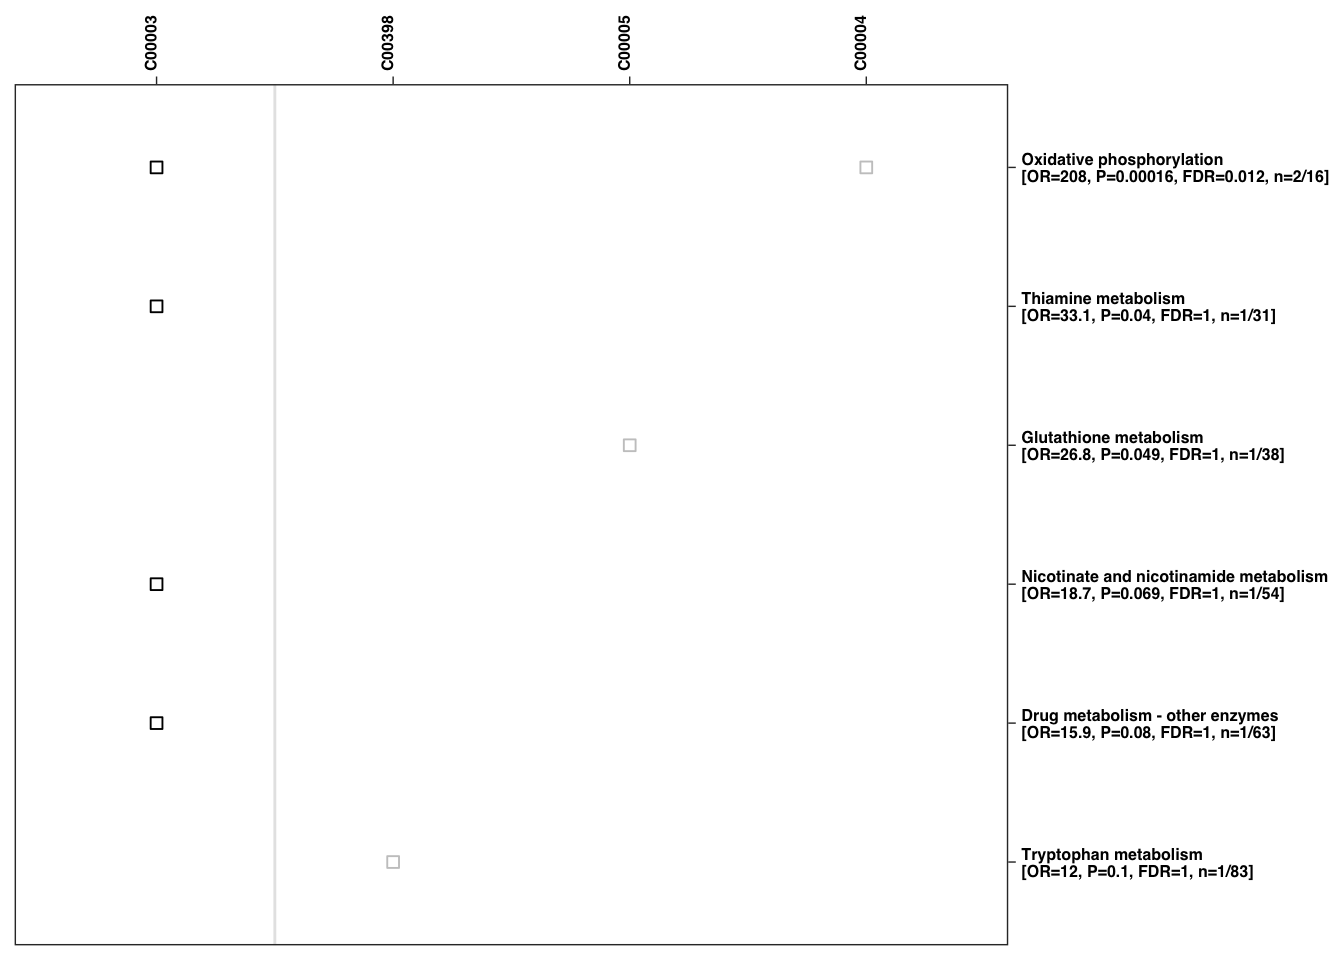 C00003
C00398
C00005
C00004
Oxidative phosphorylation
[OR=208, P=0.00016, FDR=0.012, n=2/16]
Thiamine metabolism
[OR=33.1, P=0.04, FDR=1, n=1/31]
Glutathione metabolism
[OR=26.8, P=0.049, FDR=1, n=1/38]
Nicotinate and nicotinamide metabolism
[OR=18.7, P=0.069, FDR=1, n=1/54]
Drug metabolism - other enzymes
[OR=15.9, P=0.08, FDR=1, n=1/63]
Tryptophan metabolism
[OR=12, P=0.1, FDR=1, n=1/83]